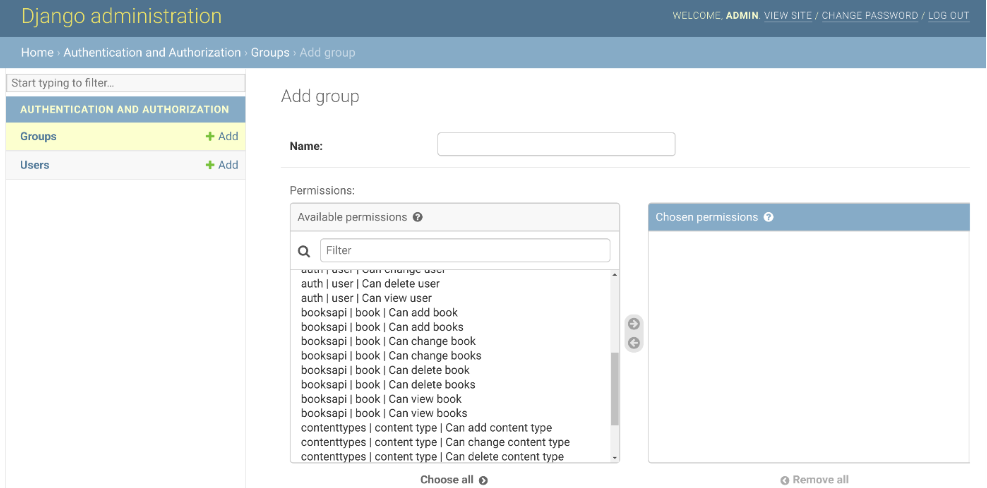 Django administration
WELCOME, ADMIN. VIEW SITE / CHANGE PASSWORD / LOG OUT
Home › Authentication and Authorization › Groups › Add group
Start typing to filter...
AUTHENTICATION AND AUTHORIZATION
Groups + Add
Users + Add
Add group
Name:
Permissions:
Available permissions ?
Filter
auth | user | Can change user
auth | user | Can delete user
auth | user | Can view user
booksapi | book | Can add book
booksapi | book | Can add books
booksapi | book | Can change book
booksapi | book | Can change books
booksapi | book | Can delete book
booksapi | book | Can delete books
booksapi | book | Can view book
booksapi | book | Can view books
contenttypes | content type | Can add content type
contenttypes | content type | Can change content type
contenttypes | content type | Can delete content type
Choose all
Chosen permissions ?
Remove all